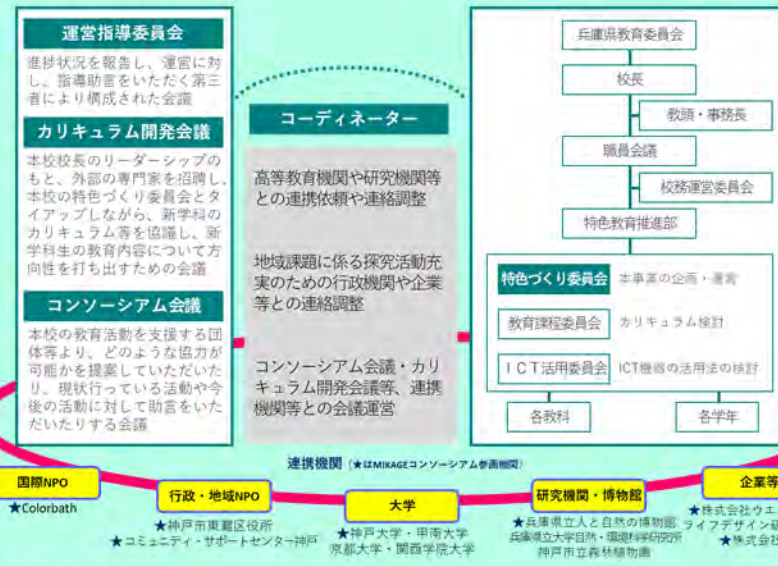 運営指導委員会
進捗状況を報告し、運営に対
し、指導助言をいただく第三
者により構成された会議
カリキュラム開発会議
本校校長のリーダーシップの
もと、外部の専門家を招聘し、
本校の特色づくり委員会とタ
イアップしながら、新学科の
カリキュラム等を協議し、新
学科生の教育内容について方
向性を打ち出すための会議
コンソーシアム会議
本校の教育活動を支援する団
体等より、どのような協力が
可能かを提案していただいた
り、現状行っている活動や今
後の活動に対して助言をいた
だいたりする会議
コーディネーター
高等教育機関や研究機関等
との連携依頼や連絡調整
地域課題に係る探究活動充
実のための行政機関や企業
等との連絡調整
コンソーシアム会議・カリ
キュラム開発会議等、連携
機関等との会議運営
兵庫県教育委員会
校長
教頭・事務長
職員会議
校務運営委員会
特色教育推進部
特色づくり委員会 本事業の企画・運営
教育課程委員会 カリキュラム検討
ICT活用委員会 ICT機器の活用法の検討
各教科
各学年
連携機関（★はMIKAGEコンソーシアム参画機関）
国際NPO
★Colorbath
行政・地域NPO
★神戸市東灘区役所
★コミュニティ・サポートセンター神戸
大学
★神戸大学・甲南大学
京都大学・関西学院大学
研究機関・博物館
★兵庫県立人と自然の博物館
兵庫県立大学自然・環境科学研究所
神戸市立森林植物園
企業等
★株式会社ウエ
ライフデザイン
★株式会社